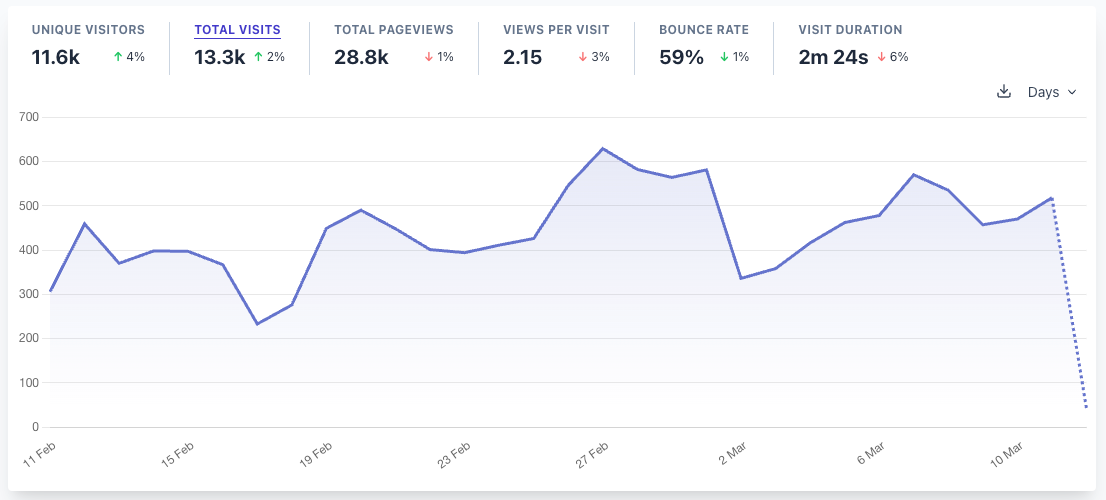 UNIQUE VISITORS TOTAL VISITS TOTAL PAGEVIEWS VIEWS PER VISIT BOUNCE RATE VISIT DURATION
11.6k ↑ 4% 13.3k ↑ 2% 28.8k ↓ 1% 2.15 ↓ 3% 59% ↓ 1% 2m 24s ↓ 6%
Days
700
600
500
400
300
200
100
0
11 Feb 15 Feb 19 Feb 23 Feb 27 Feb 2 Mar 6 Mar 10 Mar